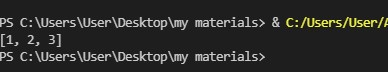 PS C:\Users\User\Desktop\my materials> & C:/Users/User/A
[1, 2, 3]
PS C:\Users\User\Desktop\my materials>